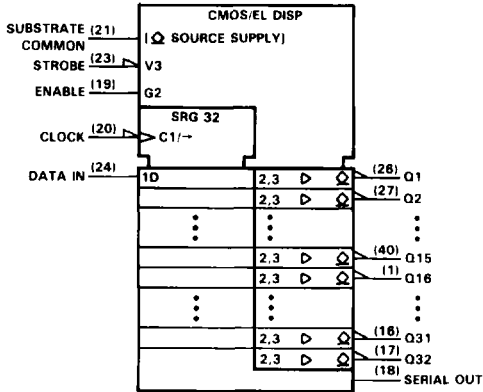 CMOS/EL DISP
SUBSTRATE COMMON (21) [◇ SOURCE SUPPLY]
STROBE (23) V3
ENABLE (19) G2
SRG 32
CLOCK (20) C1/→
DATA IN (24) 1D 2,3 ▷ ◇ (26) Q1
2,3 ▷ ◇ (27) Q2
2,3 ▷ ◇ (40) Q15
2,3 ▷ ◇ (1) Q16
2,3 ▷ ◇ (16) Q31
2,3 ▷ ◇ (17) Q32
(18) SERIAL OUT